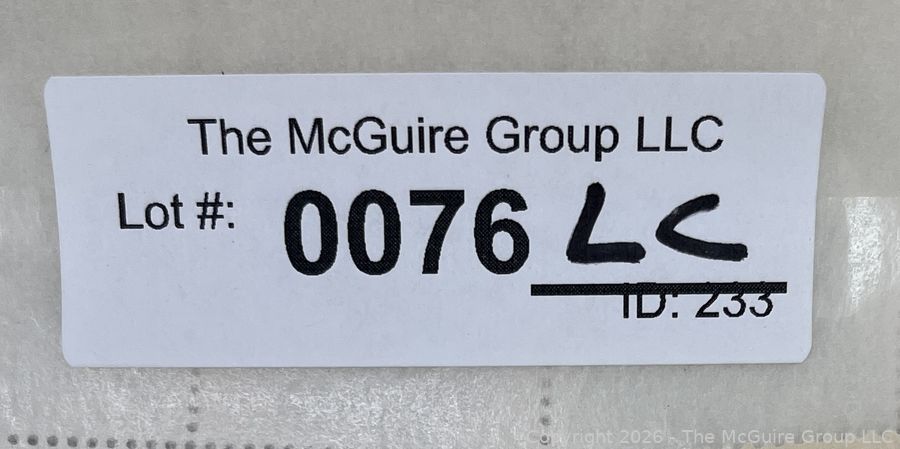 The McGuire Group LLC
Lot #: 0076 LC
ID: 233
Copyright 2026 - The McGuire Group LLC